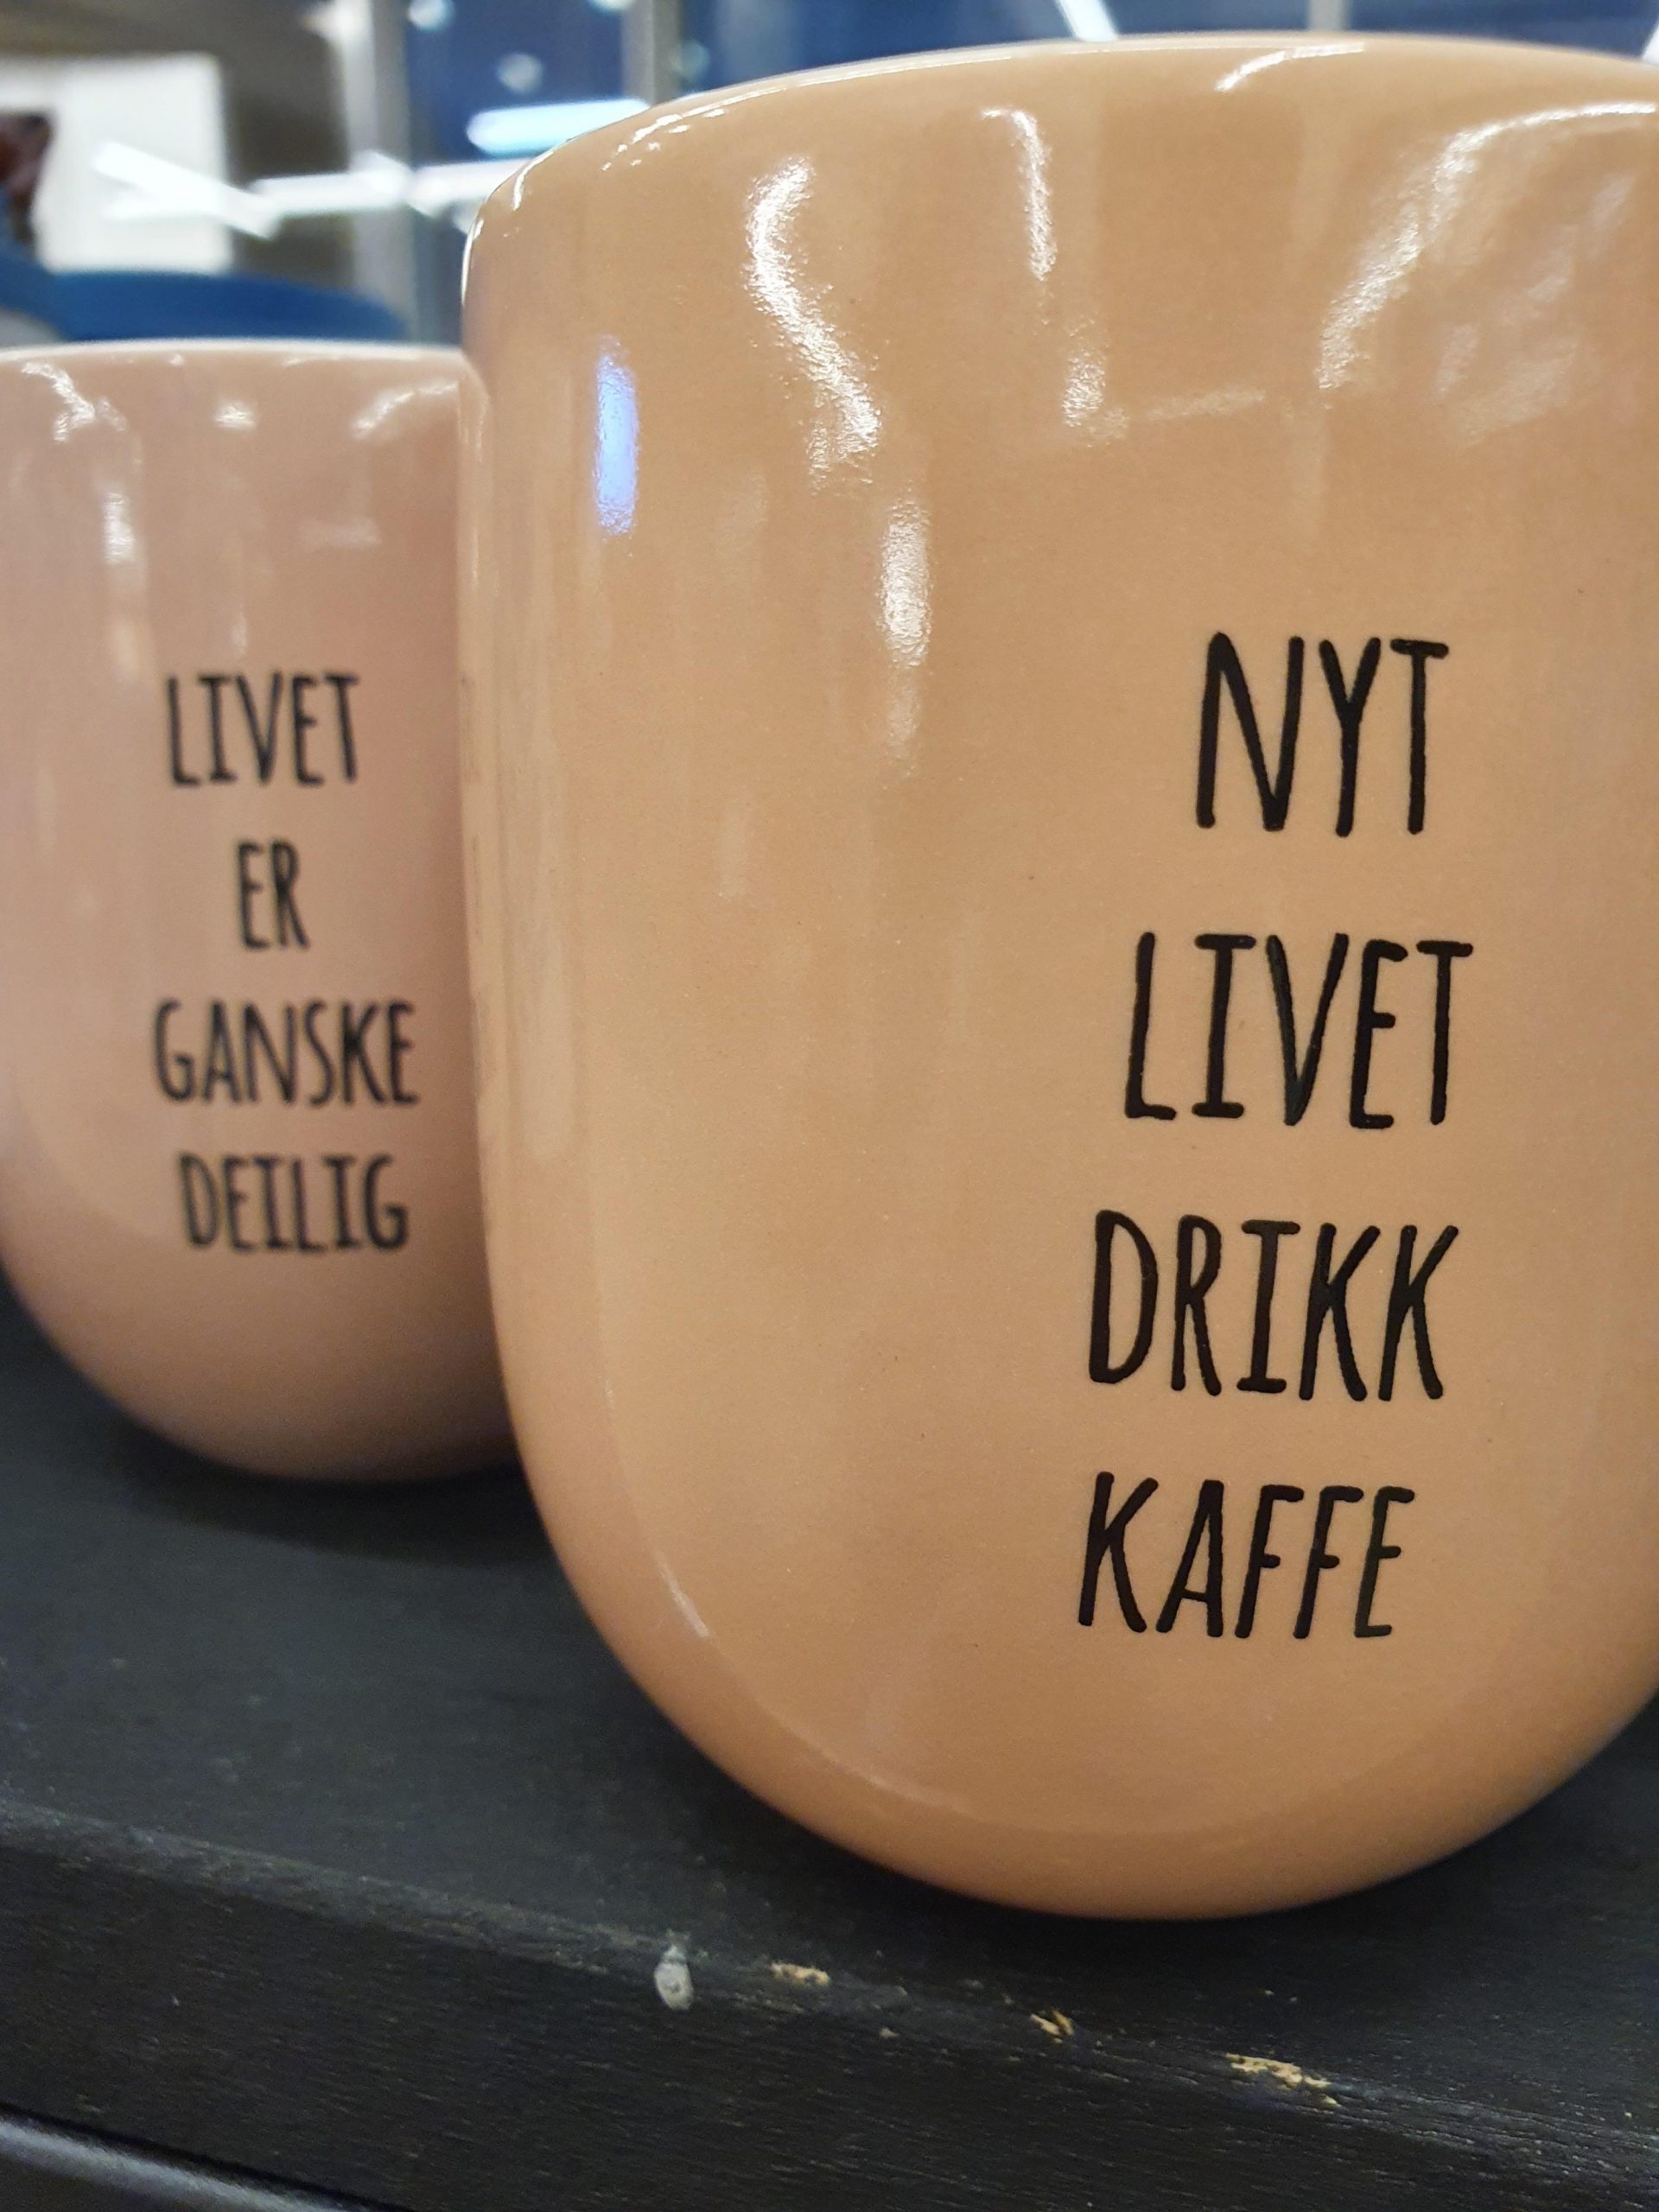 LIVET
ER
GANSKE
DEILIG
NYT
LIVET
DRIKK
KAFFE